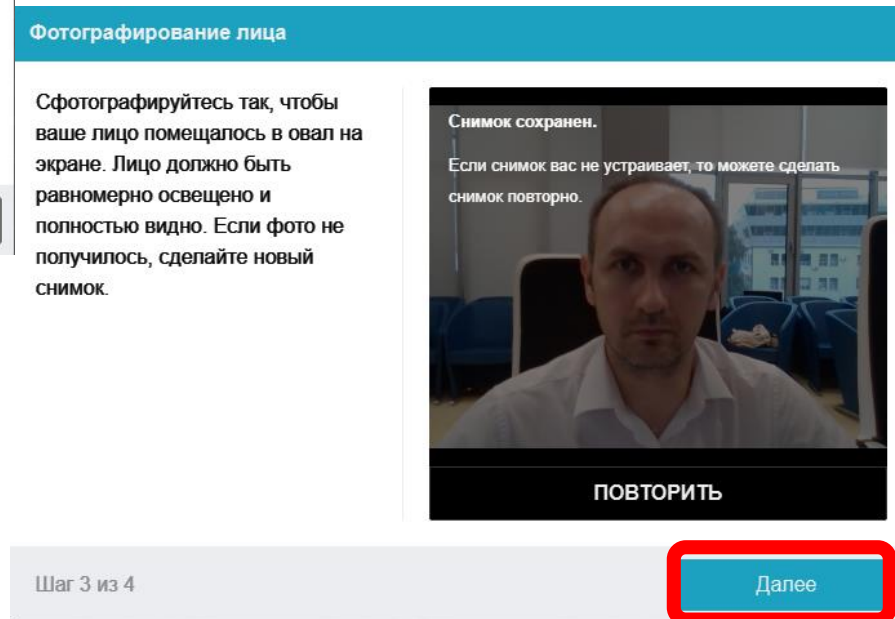 Фотографирование лица
Сфотографируйтесь так, чтобы
ваше лицо помещалось в овал на
экране. Лицо должно быть
равномерно освещено и
полностью видно. Если фото не
получилось, сделайте новый
снимок.
Снимок сохранен.
Если снимок вас не устраивает, то можете сделать
снимок повторно.
ПОВТОРИТЬ
Шаг 3 из 4
Далее